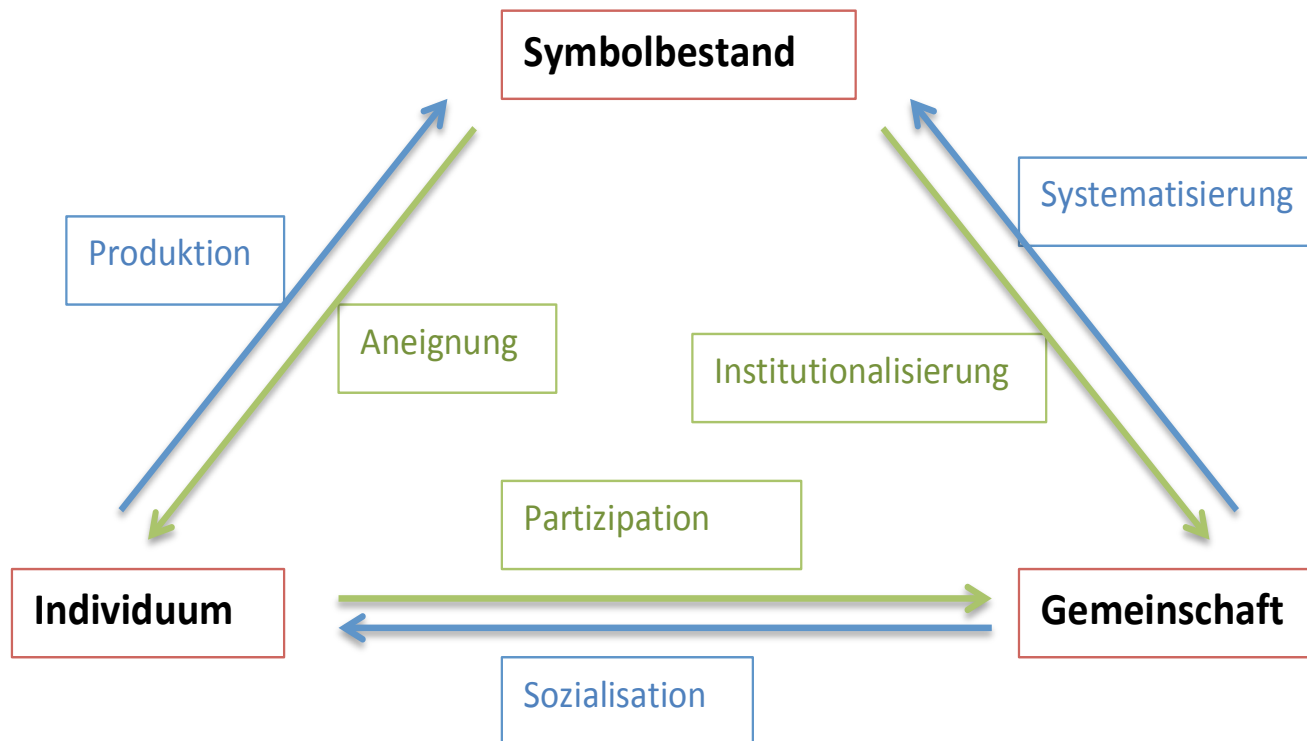 Symbolbestand
Systematisierung
Produktion
Aneignung
Institutionalisierung
Partizipation
Individuum
Gemeinschaft
Sozialisation